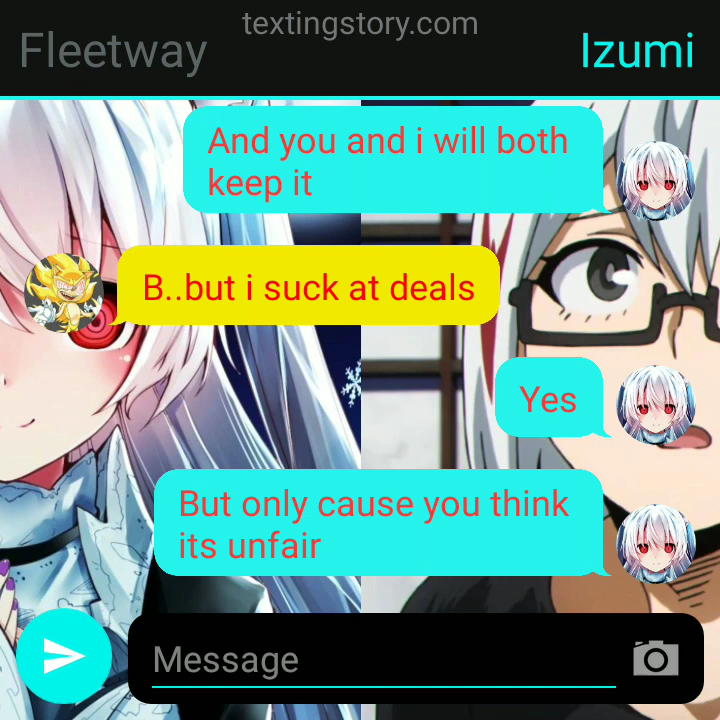 textingstory.com
Fleetway
Izumi
And you and i will both
keep it
B..but i suck at deals
Yes
But only cause you think
its unfair
Message